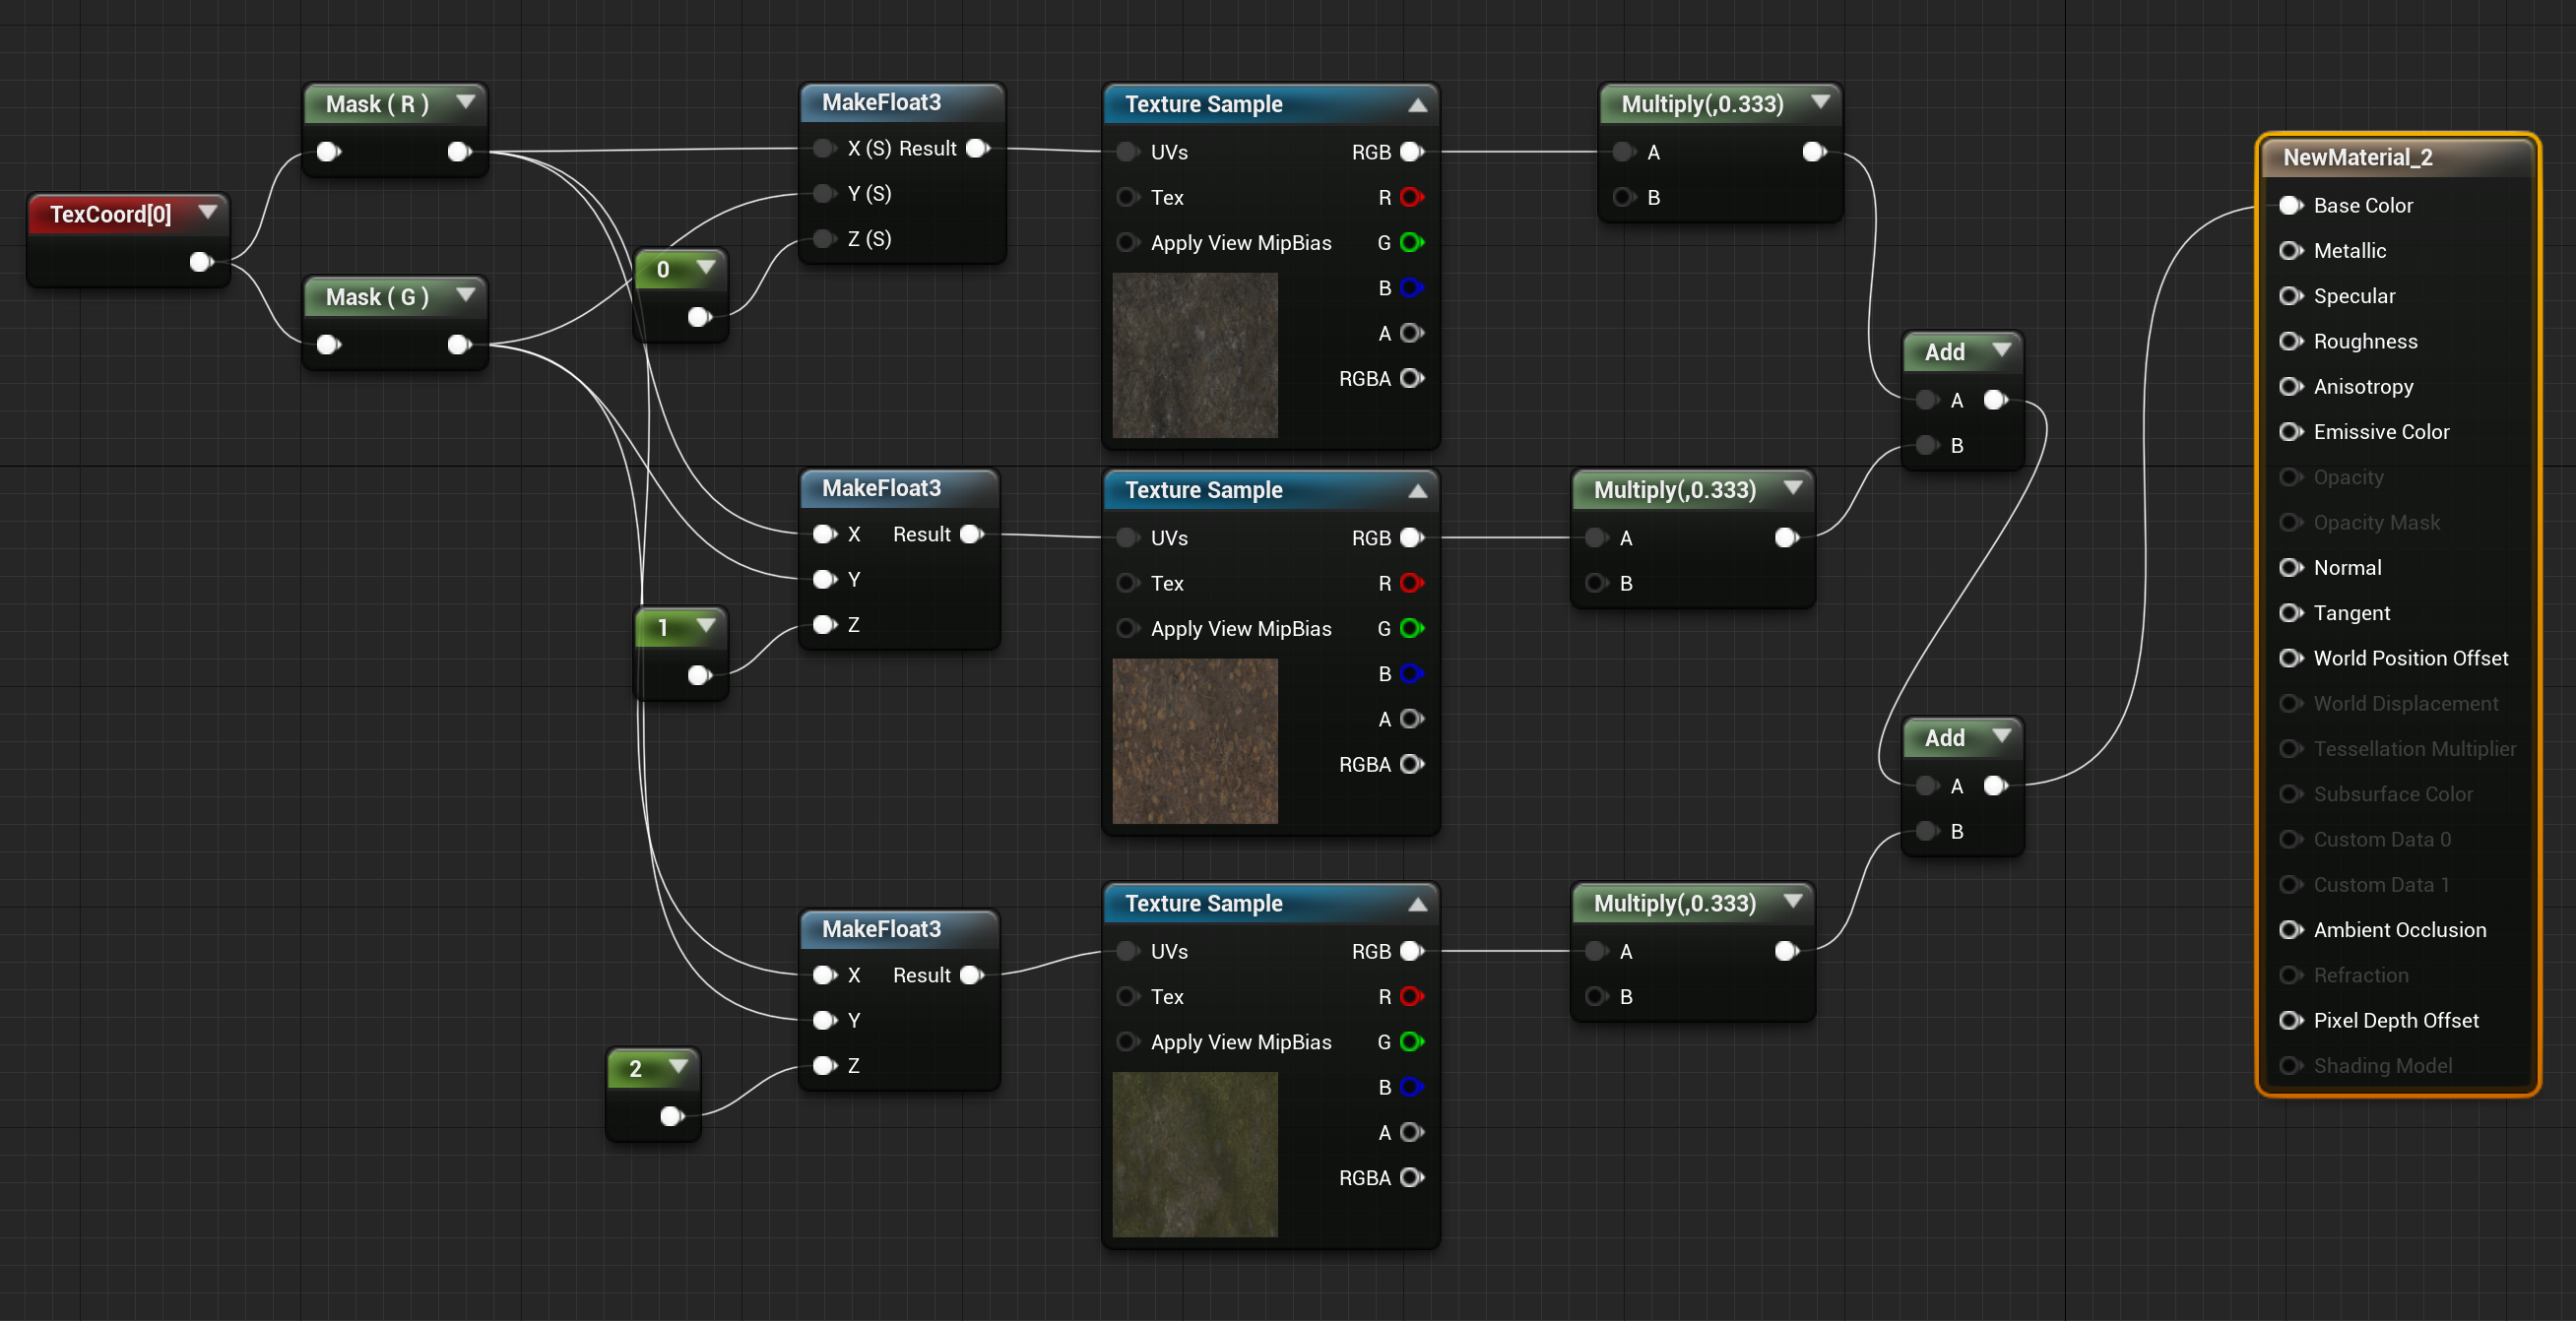 TexCoord[0]
Mask ( R )
Mask ( G )
0
1
2
MakeFloat3
X (S) Result
Y (S)
Z (S)
MakeFloat3
X Result
Y
Z
MakeFloat3
X Result
Y
Z
Texture Sample
UVs RGB
Tex R
Apply View MipBias G
B
A
RGBA
Texture Sample
UVs RGB
Tex R
Apply View MipBias G
B
A
RGBA
Texture Sample
UVs RGB
Tex R
Apply View MipBias G
B
A
RGBA
Multiply(,0.333)
A
B
Multiply(,0.333)
A
B
Multiply(,0.333)
A
B
Add
A
B
Add
A
B
NewMaterial_2
Base Color
Metallic
Specular
Roughness
Anisotropy
Emissive Color
Opacity
Opacity Mask
Normal
Tangent
World Position Offset
World Displacement
Tessellation Multiplier
Subsurface Color
Custom Data 0
Custom Data 1
Ambient Occlusion
Refraction
Pixel Depth Offset
Shading Model